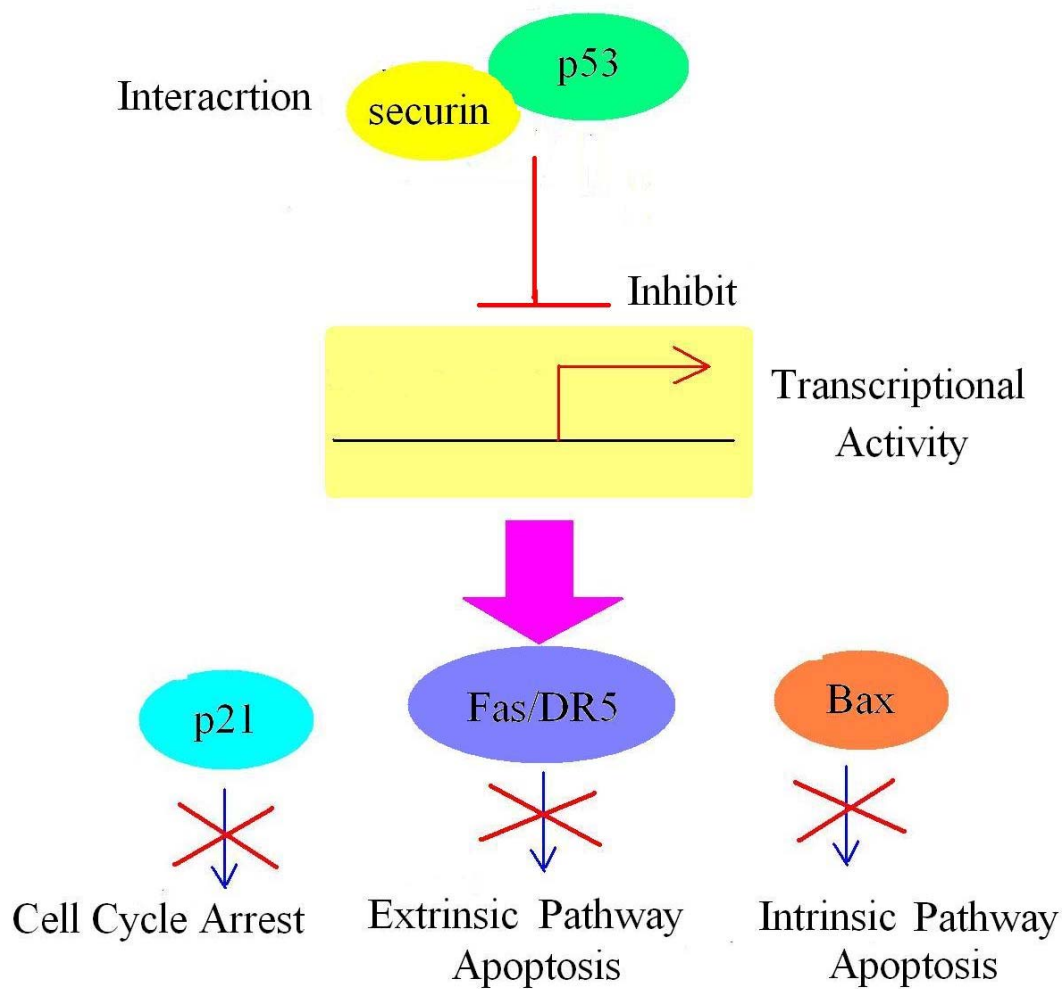 p53
Interacrtion
securin
Inhibit
Transcriptional
Activity
p21
Fas/DR5
Bax
Cell Cycle Arrest
Extrinsic Pathway
Apoptosis
Intrinsic Pathway
Apoptosis